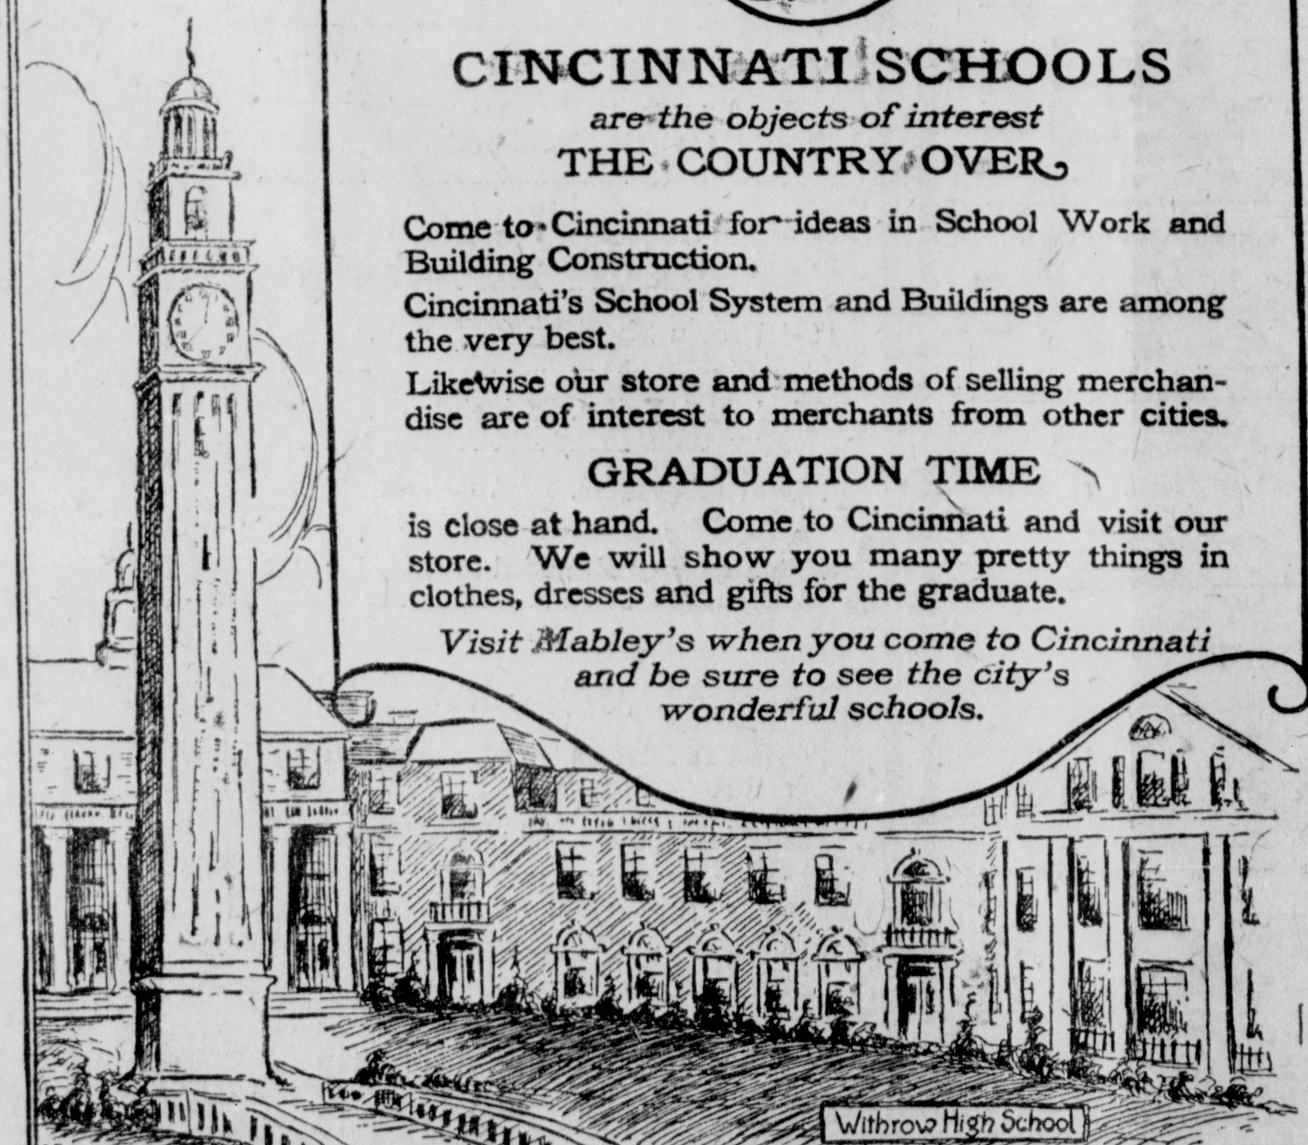 CINCINNATI SCHOOLS
are the objects of interest
THE COUNTRY OVER
Come to Cincinnati for ideas in School Work and
Building Construction.
Cincinnati's School System and Buildings are among
the very best.
Likewise our store and methods of selling merchan-
dise are of interest to merchants from other cities.
GRADUATION TIME
is close at hand. Come to Cincinnati and visit our
store. We will show you many pretty things in
clothes, dresses and gifts for the graduate.
Visit Mabley's when you come to Cincinnati
and be sure to see the city's
wonderful schools.
Withrow High School